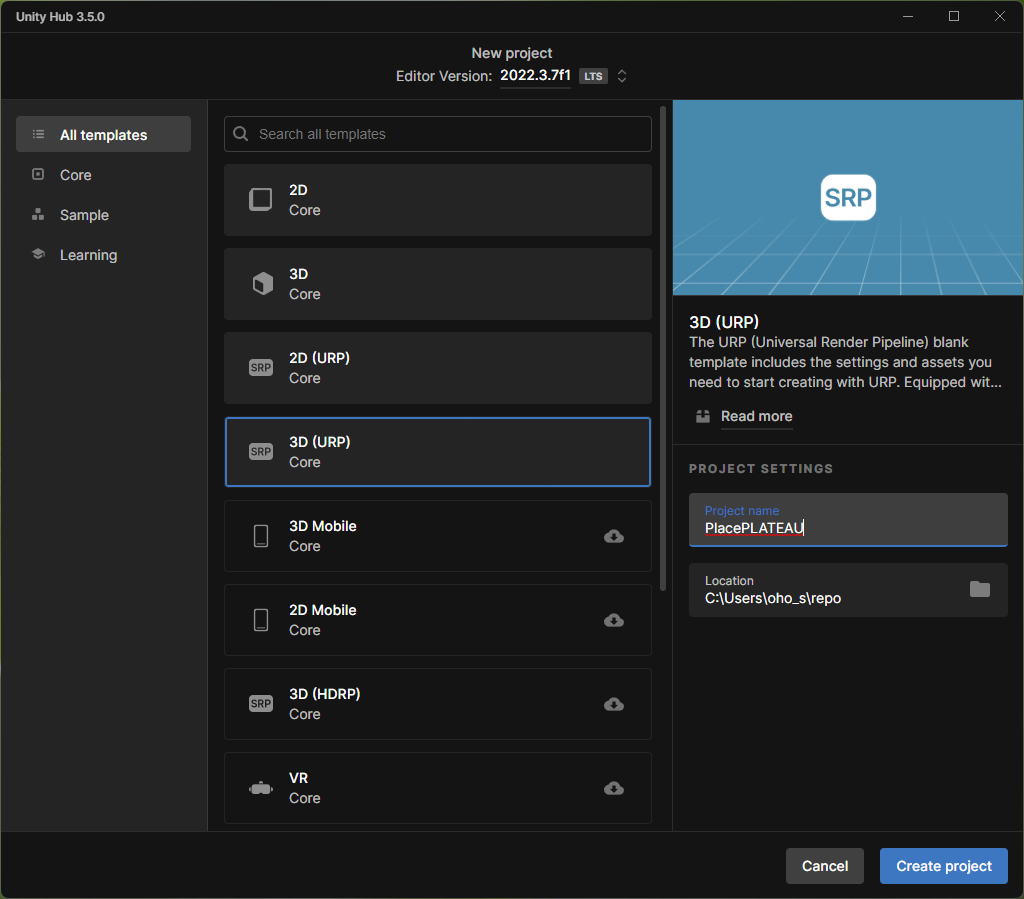 Unity Hub 3.5.0
New project
Editor Version: 2022.3.7f1 LTS
All templates
Core
Sample
Learning
Search all templates
2D
Core
3D
Core
SRP
2D (URP)
Core
SRP
3D (URP)
Core
3D Mobile
Core
2D Mobile
Core
SRP
3D (HDRP)
Core
VR
Core
SRP
3D (URP)
The URP (Universal Render Pipeline) blank
template includes the settings and assets you
need to start creating with URP. Equipped wit...
Read more
PROJECT SETTINGS
Project name
PlacePLATEAU
Location
C:\Users\oho_s\repo
Cancel
Create project